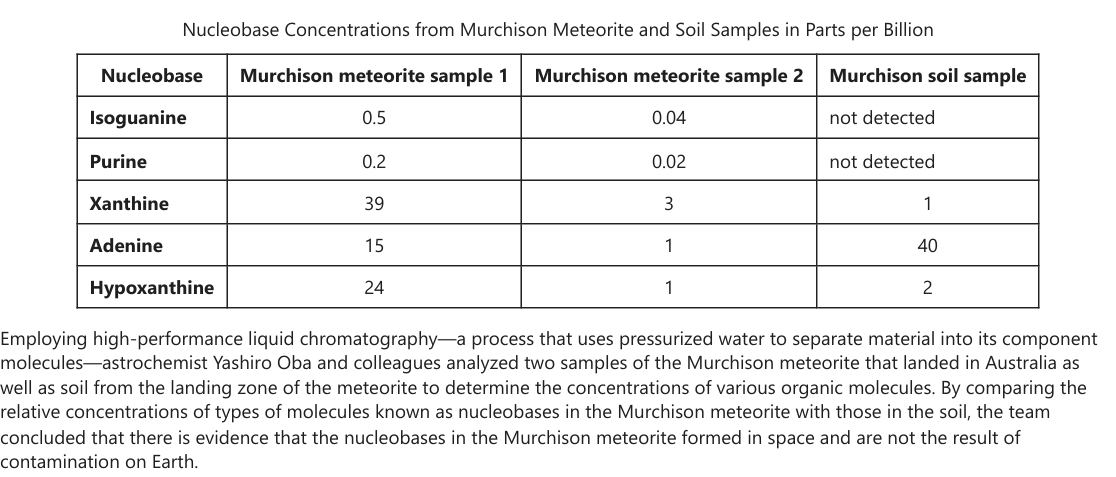 Nucleobase Concentrations from Murchison Meteorite and Soil Samples in Parts per Billion
Nucleobase Murchison meteorite sample 1 Murchison meteorite sample 2 Murchison soil sample
Isoguanine 0.5 0.04 not detected
Purine 0.2 0.02 not detected
Xanthine 39 3 1
Adenine 15 1 40
Hypoxanthine 24 1 2
Employing high-performance liquid chromatography—a process that uses pressurized water to separate material into its component
molecules—astrochemist Yashiro Oba and colleagues analyzed two samples of the Murchison meteorite that landed in Australia as
well as soil from the landing zone of the meteorite to determine the concentrations of various organic molecules. By comparing the
relative concentrations of types of molecules known as nucleobases in the Murchison meteorite with those in the soil, the team
concluded that there is evidence that the nucleobases in the Murchison meteorite formed in space and are not the result of
contamination on Earth.